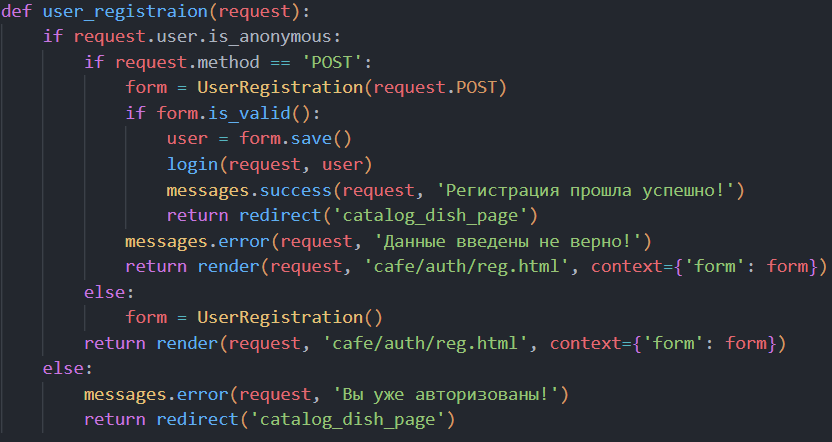 def user_registraion(request):
    if request.user.is_anonymous:
        if request.method == 'POST':
            form = UserRegistration(request.POST)
            if form.is_valid():
                user = form.save()
                login(request, user)
                messages.success(request, 'Регистрация прошла успешно!')
                return redirect('catalog_dish_page')
            messages.error(request, 'Данные введены не верно!')
            return render(request, 'cafe/auth/reg.html', context={'form': form})
        else:
            form = UserRegistration()
        return render(request, 'cafe/auth/reg.html', context={'form': form})
    else:
        messages.error(request, 'Вы уже авторизованы!')
        return redirect('catalog_dish_page')